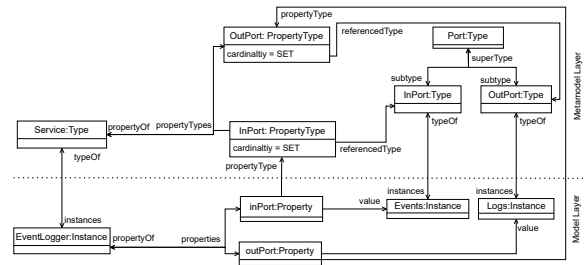 propertyType
OutPort: PropertyType
cardinaltiy = SET
referencedType
Port:Type
superType
subtype
subtype
InPort:Type
OutPort:Type
Metamodel Layer
Service:Type
propertyOf
propertyTypes
InPort: PropertyType
cardinaltiy = SET
referencedType
typeOf
typeOf
typeOf
propertyType
instances
instances
instances
inPort:Property
value
Events:Instance
Logs:Instance
EventLogger:Instance
propertyOf
properties
outPort:Property
value
Model Layer